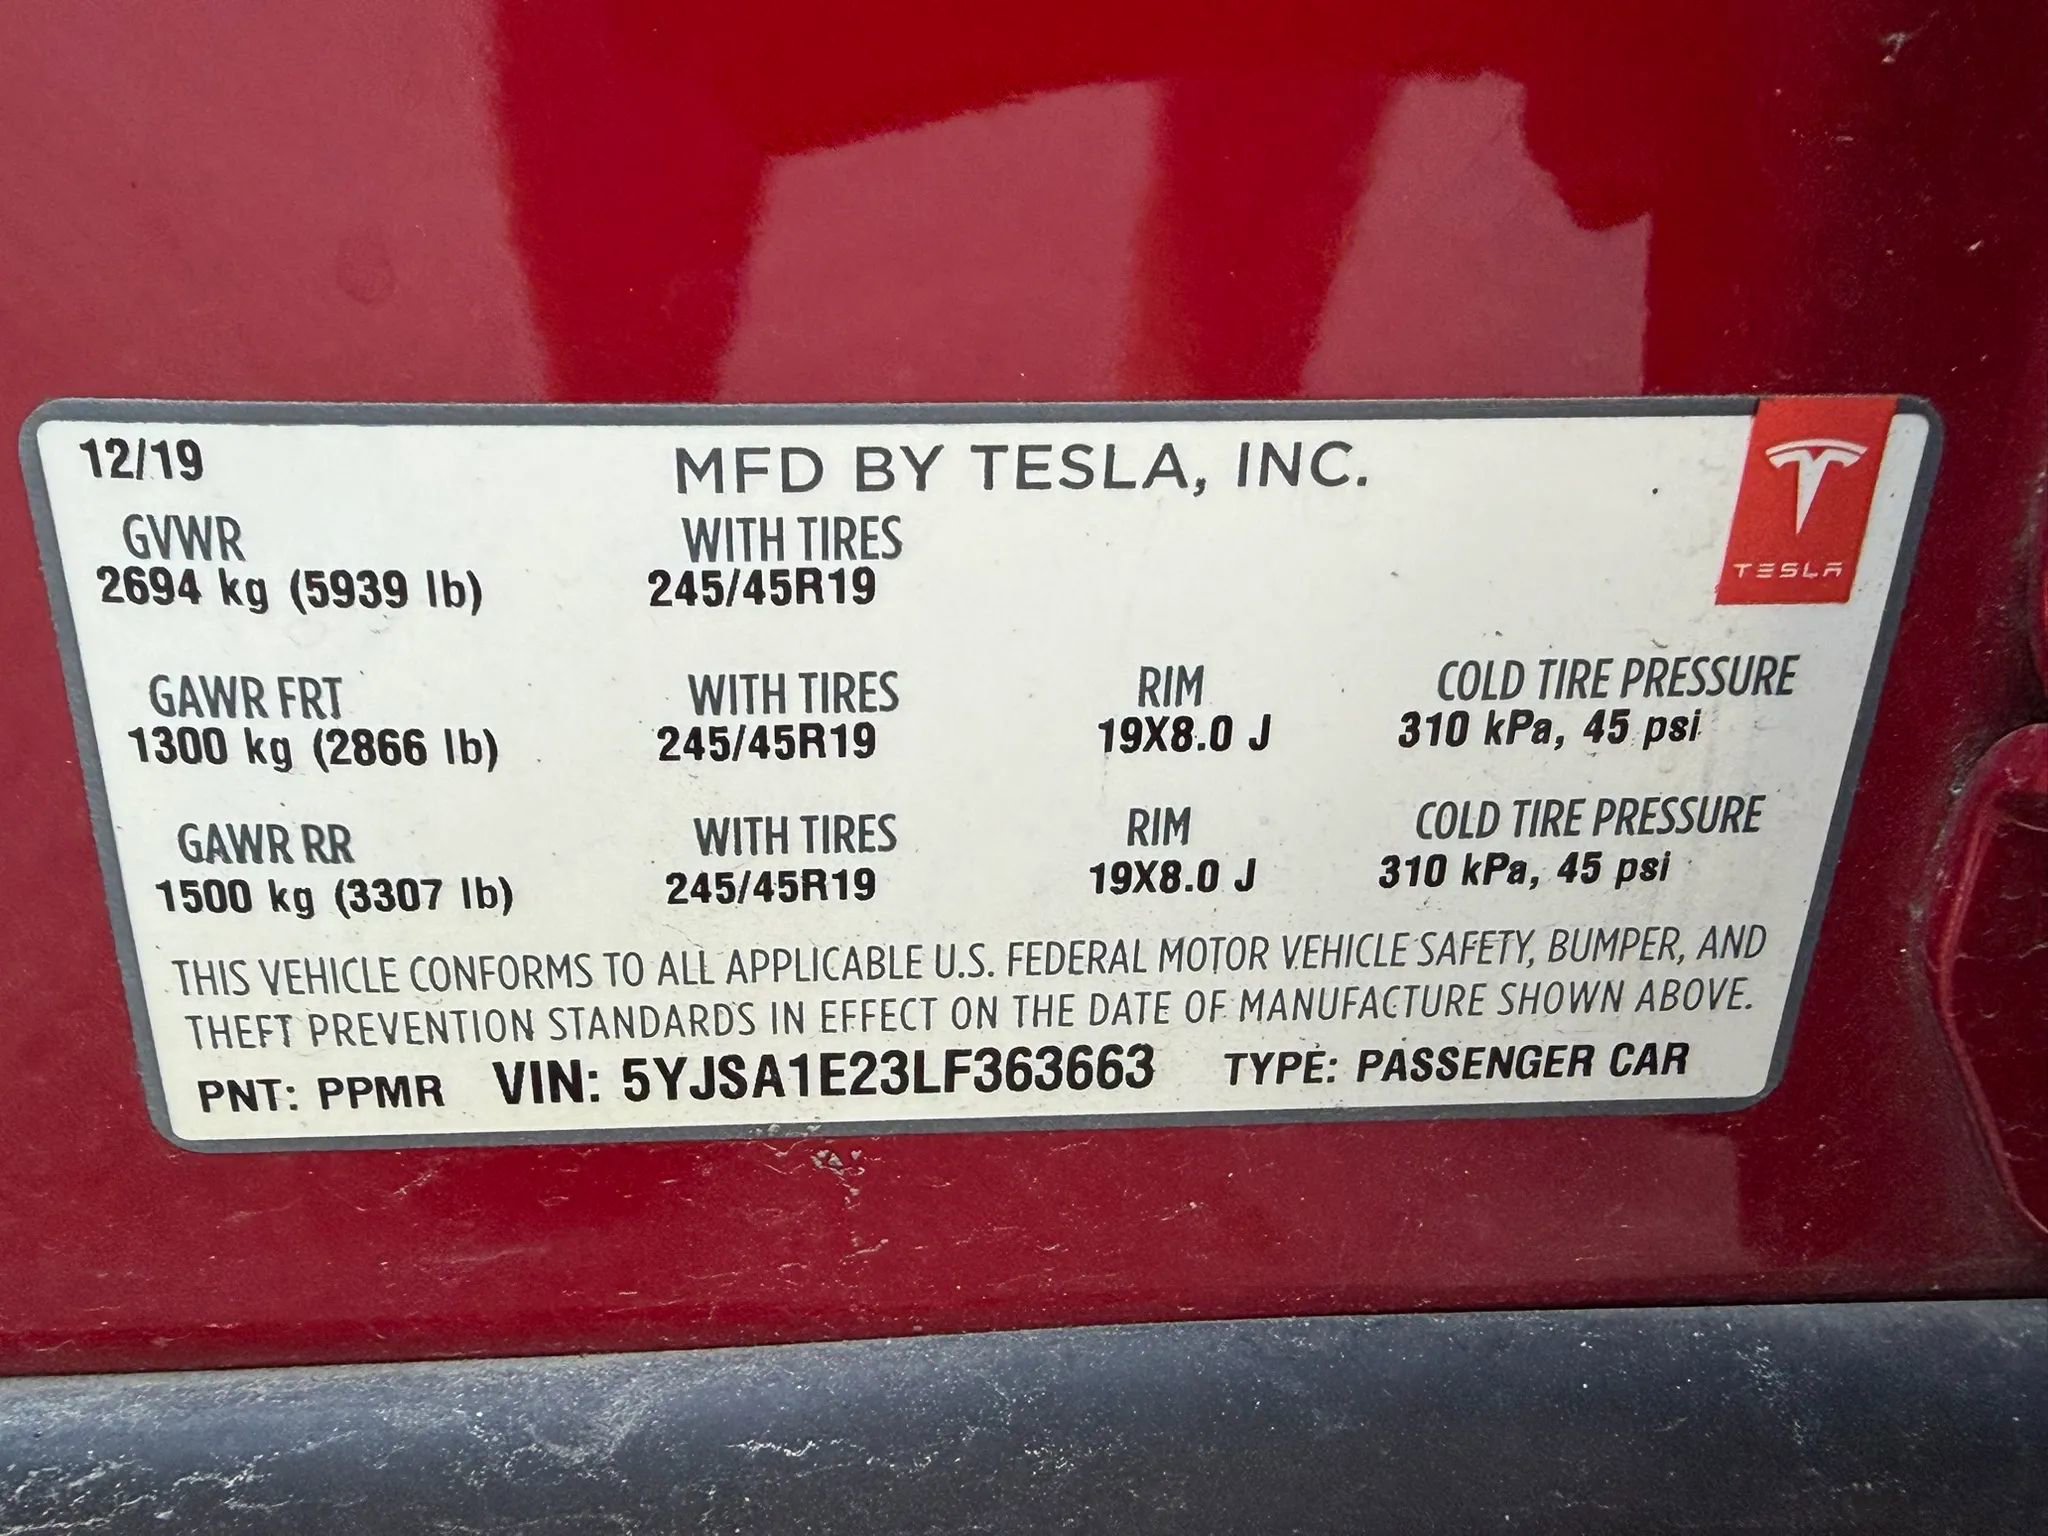 12/19 MFD BY TESLA, INC.
TESLA
GVWR WITH TIRES
2694 kg (5939 lb) 245/45R19
GAWR FRT WITH TIRES RIM COLD TIRE PRESSURE
1300 kg (2866 lb) 245/45R19 19X8.0 J 310 kPa, 45 psi
GAWR RR WITH TIRES RIM COLD TIRE PRESSURE
1500 kg (3307 lb) 245/45R19 19X8.0 J 310 kPa, 45 psi
THIS VEHICLE CONFORMS TO ALL APPLICABLE U.S. FEDERAL MOTOR VEHICLE SAFETY, BUMPER, AND
THEFT PREVENTION STANDARDS IN EFFECT ON THE DATE OF MANUFACTURE SHOWN ABOVE.
PNT: PPMR VIN: 5YJSA1E23LF363663 TYPE: PASSENGER CAR